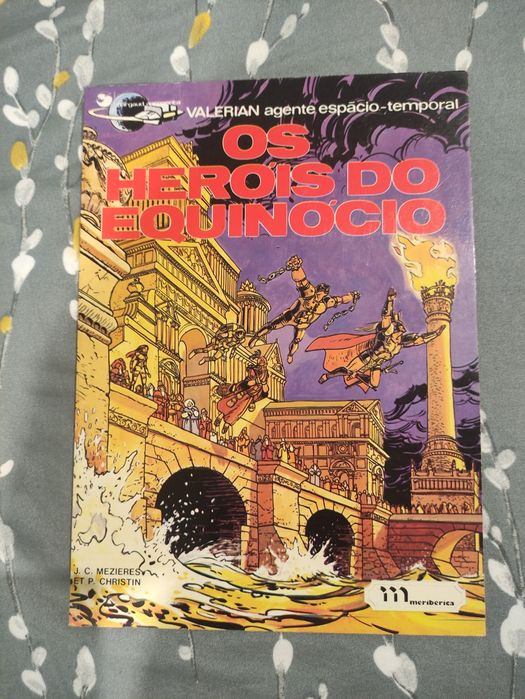 VALERIAN agente espácio-temporal
OS
HERÓIS DO
EQUINÓCIO
J. C. MEZIERES
ET P. CHRISTIN
meribérica